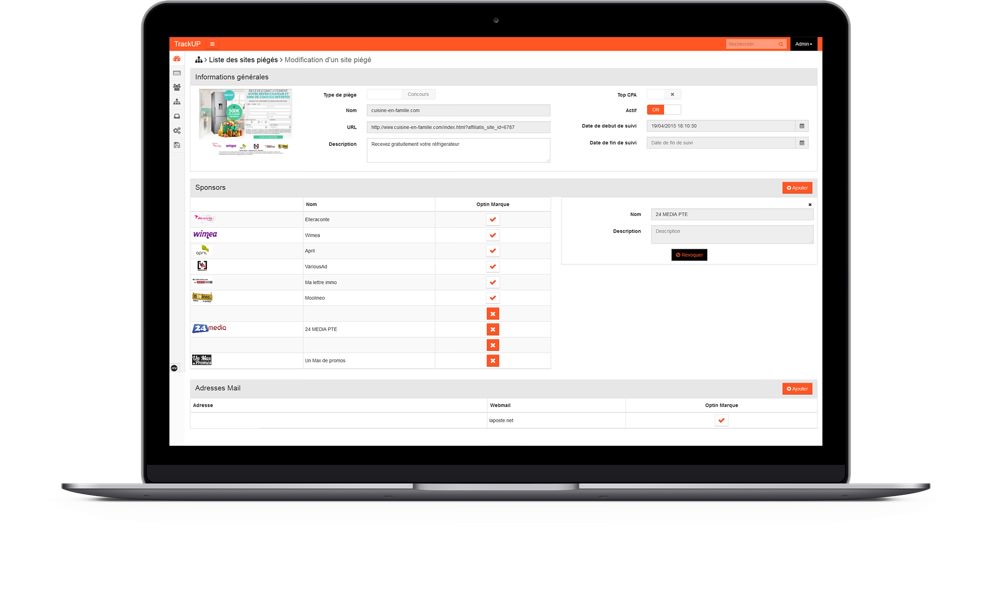 TrackUP
Rechercher
Admin
Liste des sites piégés > Modification d'un site piégé
Informations générales
Type de piège
Concours
Top CPA
Nom
cuisine-en-famille.com
Actif
ON
URL
http://www.cuisine-en-famille.com/index.html?affiliatis_site_id=6767
Date de debut de suivi
19/04/2015 16:10:30
Description
Recevez gratuitement votre réfrigerateur
Date de fin de suivi
Date de fin de suivi
Sponsors
Ajouter
Nom
Optin Marque
Eteraconte
wimea
Wimea
April
VariousAd
Ma lettre immo
Moolineo
24 media
24 MEDIA PTE
Un Max de promos
Nom
24 MEDIA PTE
Description
Description
Revoquer
Adresses Mail
Ajouter
Adresse
Webmail
Optin Marque
laposte.net